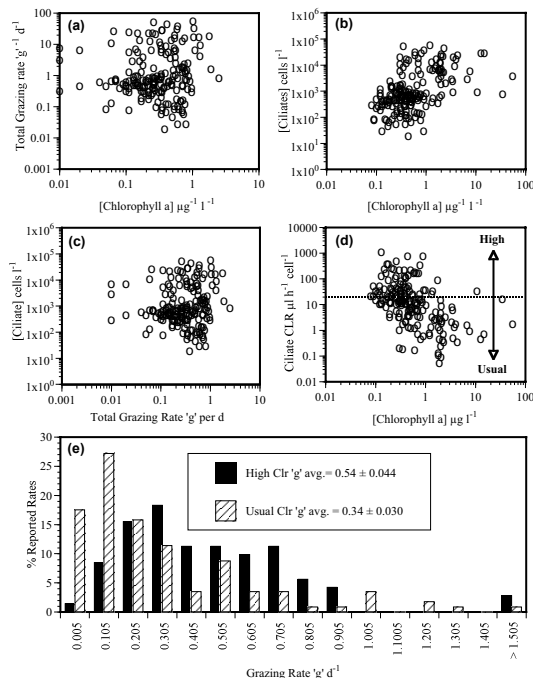 (a)
100
10
1
0.1
0.001
Total Grazing rate 'g' d⁻¹
0.01 0.1 1 10
[Chlorophyll a] µg⁻¹ l⁻¹
(b)
1x10⁶
1x10⁵
1x10⁴
1x10³
1x10²
1x10¹
1x10⁰
[Ciliates] cells l⁻¹
0.1 1 10 100
[Chlorophyll a] µg⁻¹ l⁻¹
(c)
1x10⁶
1x10⁵
1x10⁴
1x10³
1x10²
1x10¹
1x10⁰
[Ciliate] cells l⁻¹
0.001 0.01 0.1 1 10
Total Grazing Rate 'g' per d
(d)
High
Usual
10000
1000
100
10
1
0.1
0.01
Ciliate CLR µl h⁻¹ cell⁻¹
0.1 1 10 100
[Chlorophyll a] µg l⁻¹
(e)
30
25
20
15
10
5
0
% Reported Rates
High Clr 'g' avg.= 0.54 ± 0.044
Usual Clr 'g' avg. = 0.34 ± 0.030
0.005 0.105 0.205 0.305 0.405 0.505 0.605 0.705 0.805 0.905 1.005 1.1005 1.205 1.305 1.405 > 1.505
Grazing Rate 'g' d⁻¹